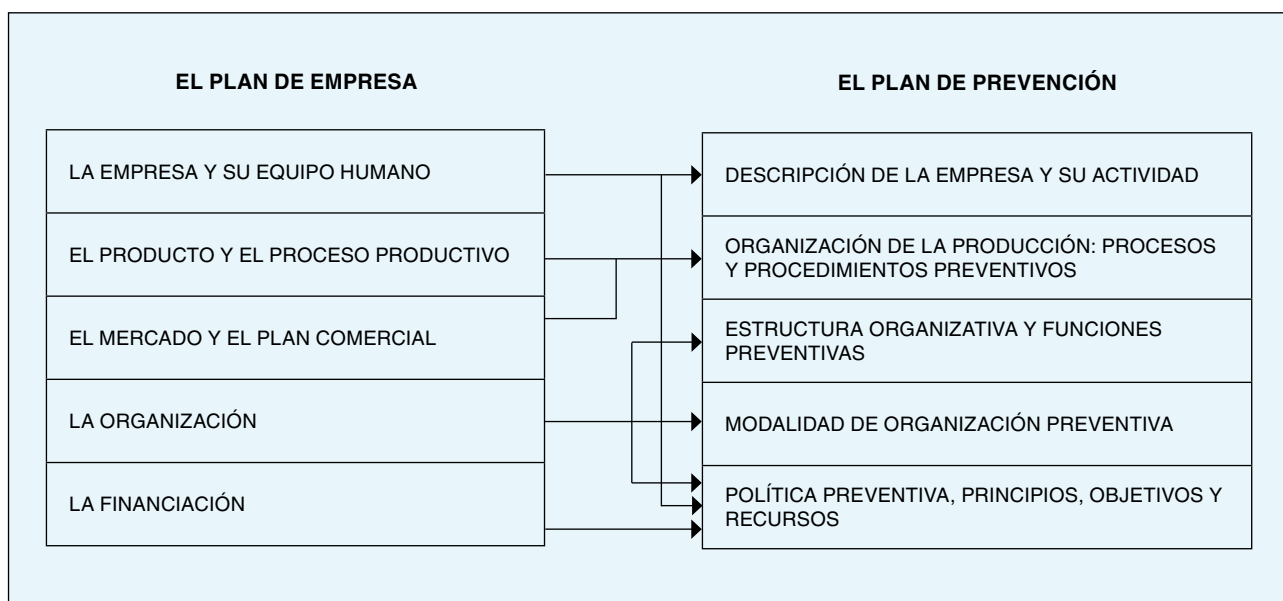 EL PLAN DE EMPRESA
LA EMPRESA Y SU EQUIPO HUMANO
EL PRODUCTO Y EL PROCESO PRODUCTIVO
EL MERCADO Y EL PLAN COMERCIAL
LA ORGANIZACIÓN
LA FINANCIACIÓN
EL PLAN DE PREVENCIÓN
DESCRIPCIÓN DE LA EMPRESA Y SU ACTIVIDAD
ORGANIZACIÓN DE LA PRODUCCIÓN: PROCESOS
Y PROCEDIMIENTOS PREVENTIVOS
ESTRUCTURA ORGANIZATIVA Y FUNCIONES
PREVENTIVAS
MODALIDAD DE ORGANIZACIÓN PREVENTIVA
POLÍTICA PREVENTIVA, PRINCIPIOS, OBJETIVOS Y
RECURSOS